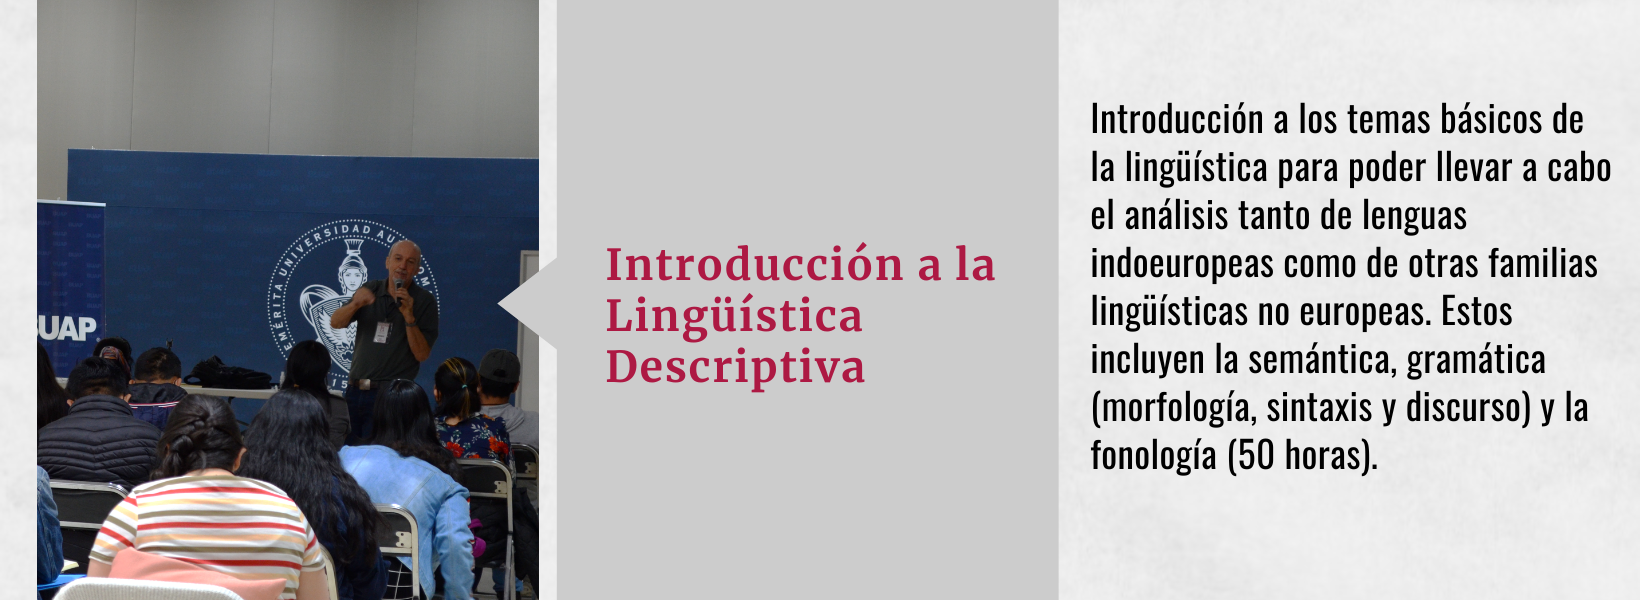 EMÉRITA UNIVERSIDAD AU
OMA
BUAP
Introducción a la
Lingüística
Descriptiva
Introducción a los temas básicos de
la lingüística para poder llevar a cabo
el análisis tanto de lenguas
indoeuropeas como de otras familias
lingüísticas no europeas. Estos
incluyen la semántica, gramática
(morfología, sintaxis y discurso) y la
fonología (50 horas).